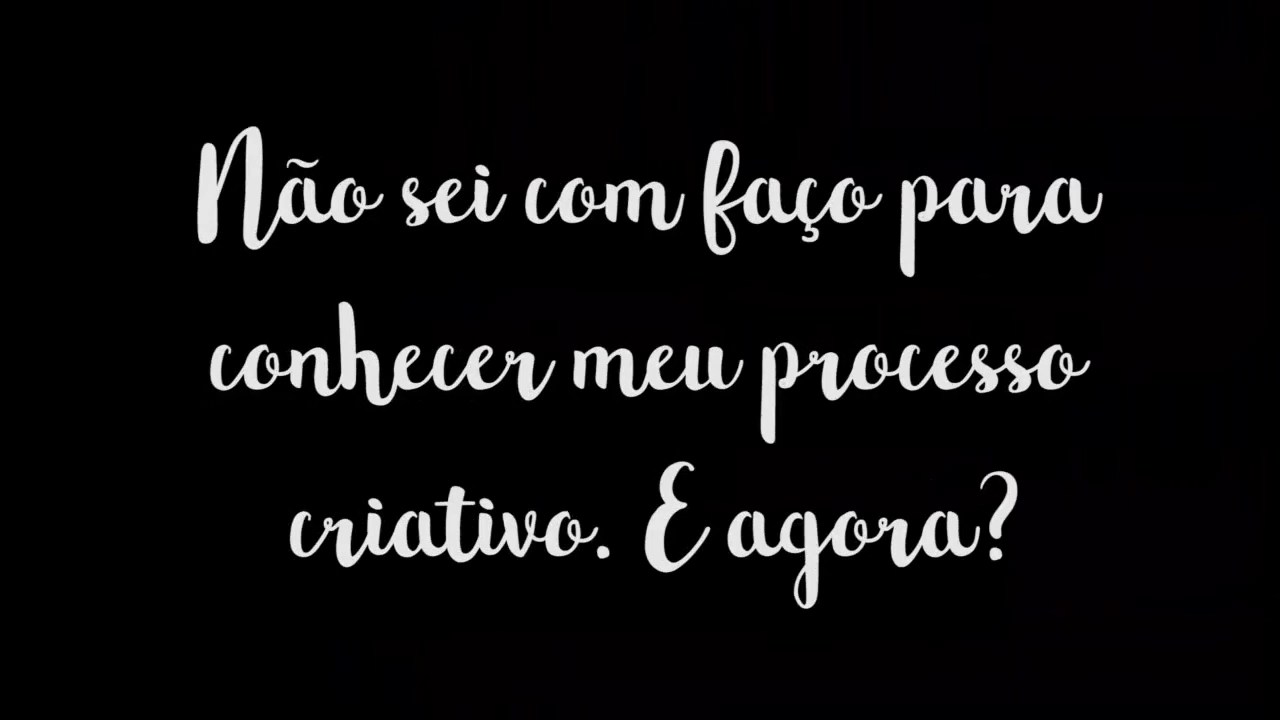 Não sei com faço para
conhecer meu processo
criativo. E agora?